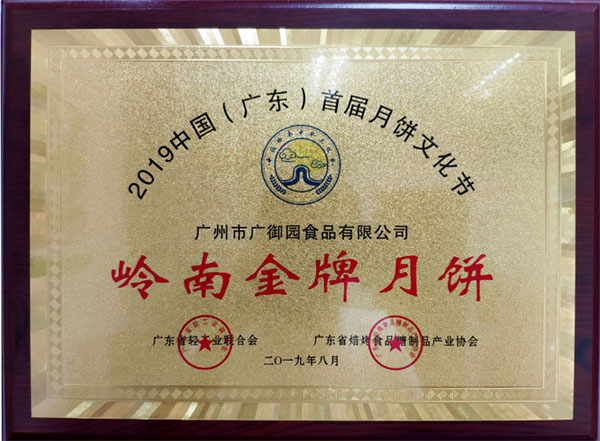 2019中国（广东）首届月饼文化节
广州市广御园食品有限公司
岭南金牌月饼
广东省轻工业联合会 广东省焙烤食品糖制品产业协会
二〇一九年八月